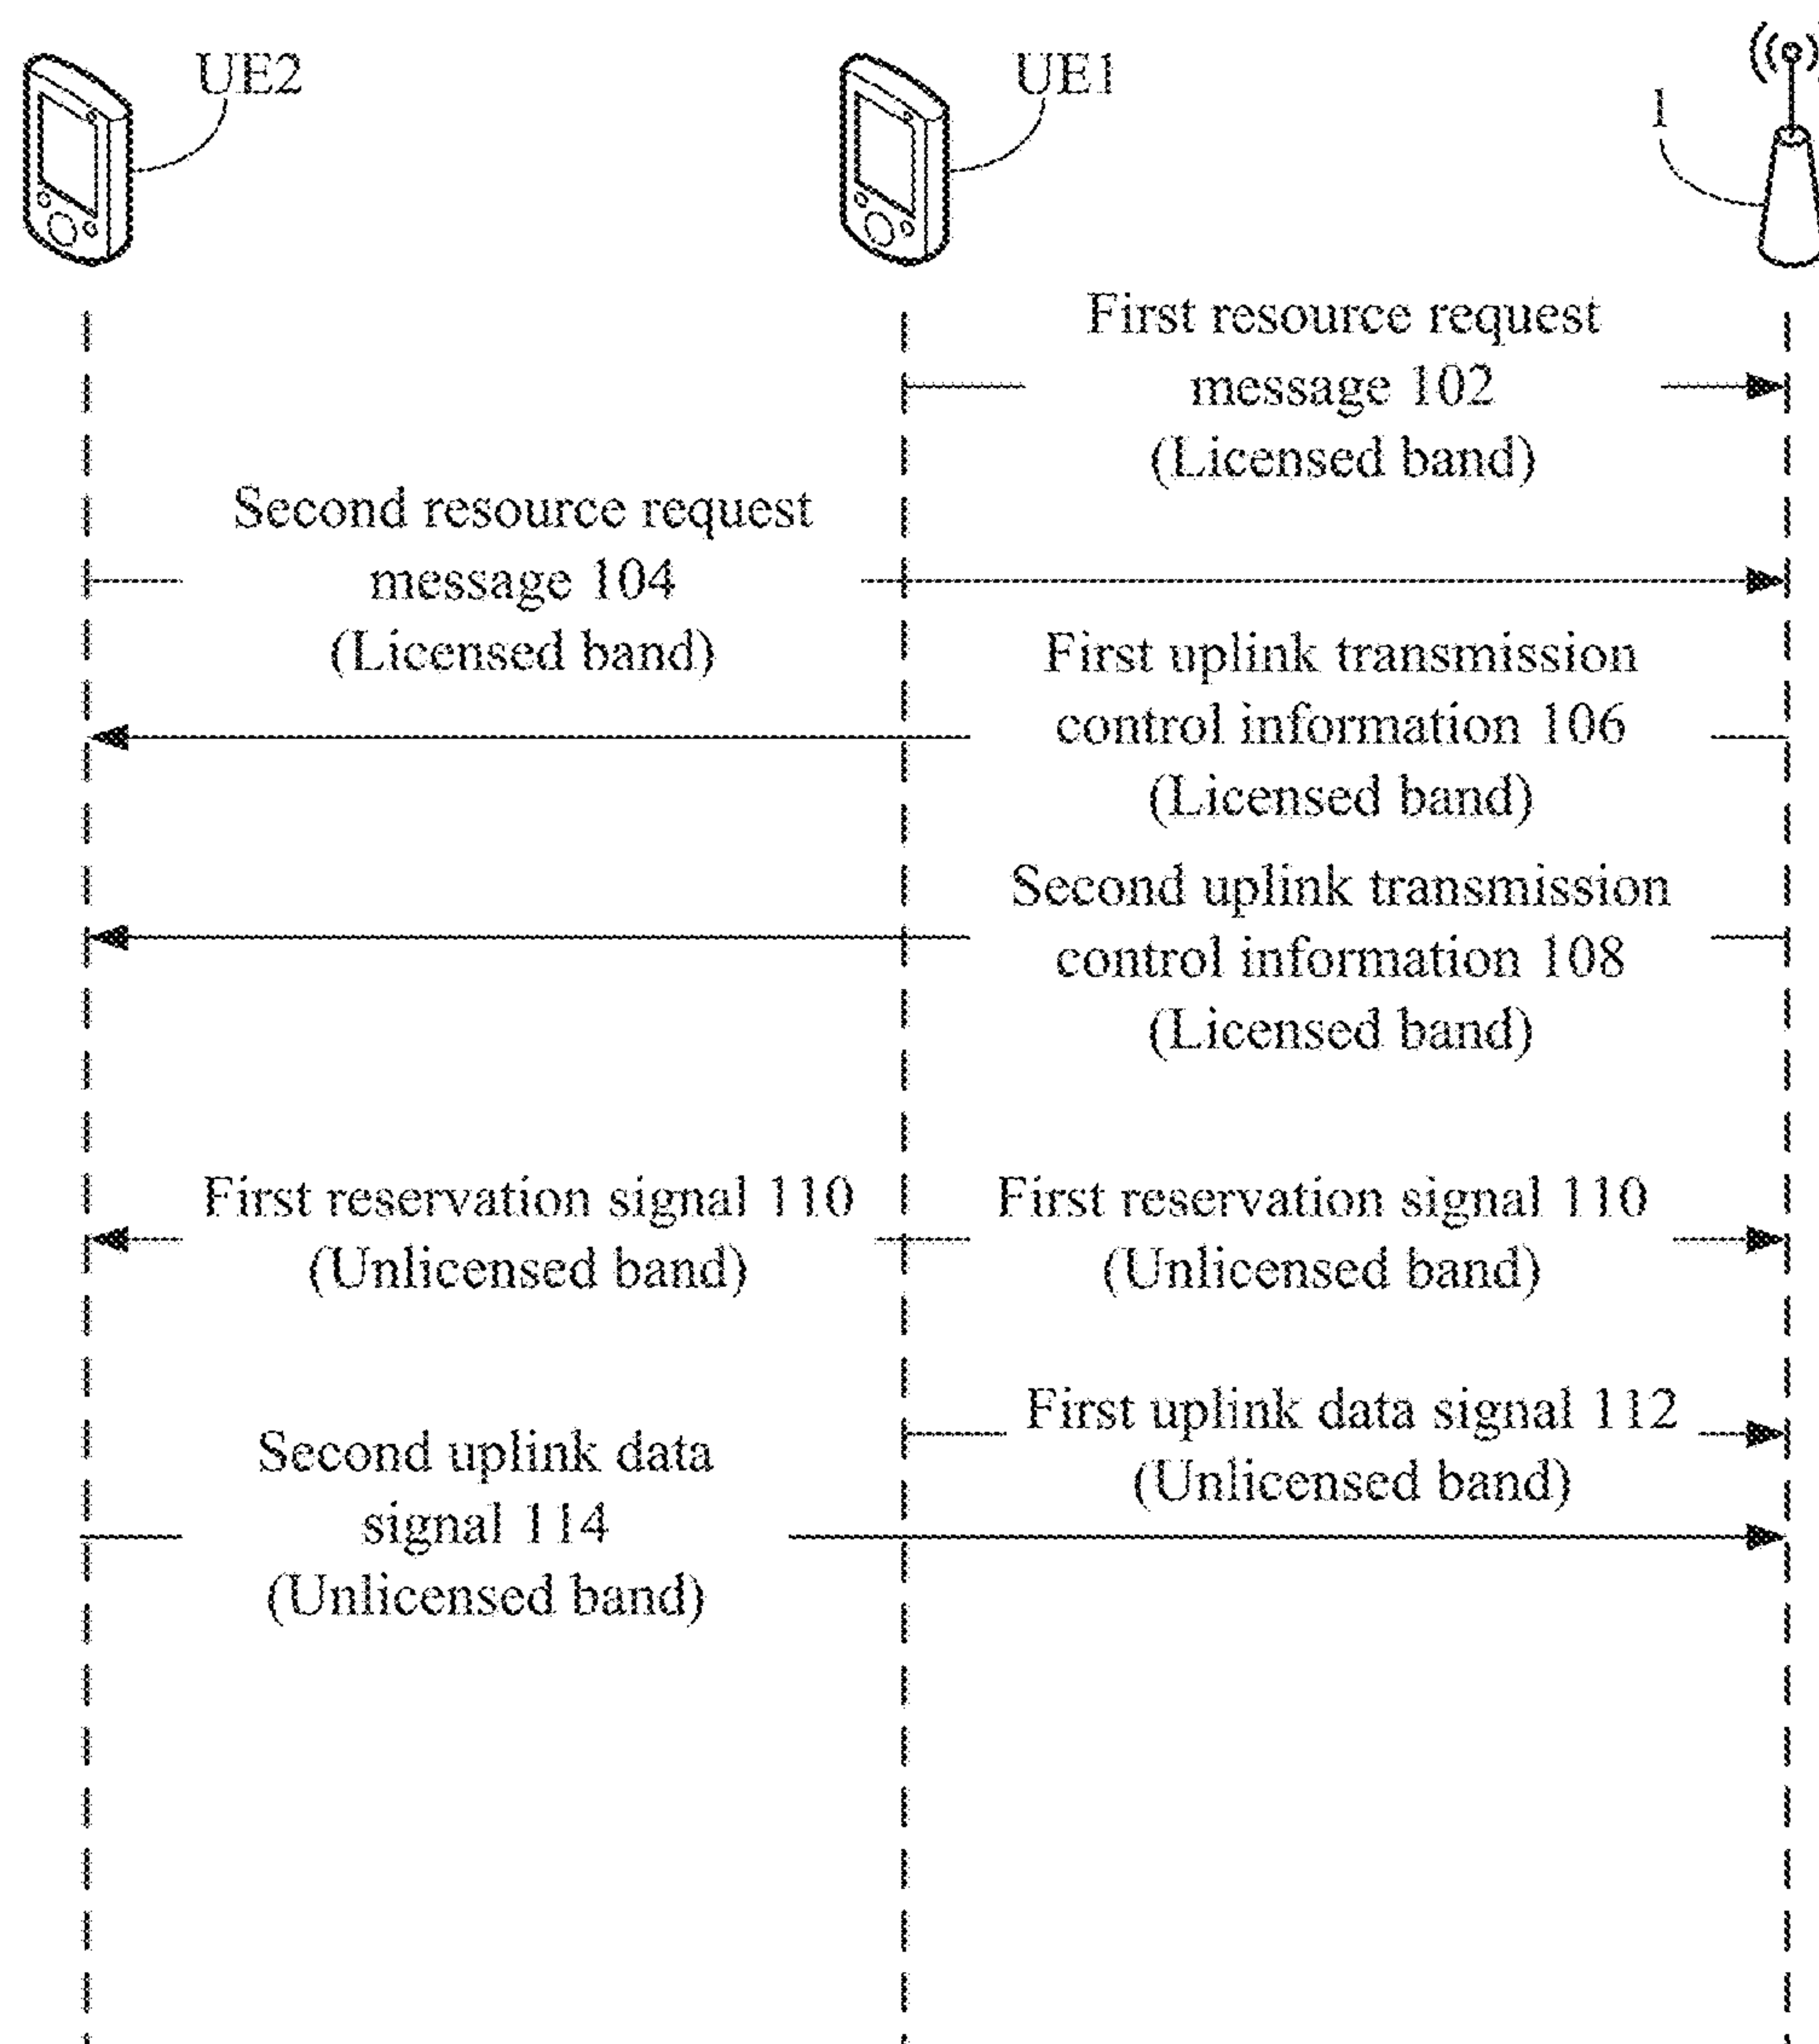 UE2
UE1
1
First resource request
message 102
(Licensed band)
Second resource request
message 104
(Licensed band)
First uplink transmission
control information 106
(Licensed band)
Second uplink transmission
control information 108
(Licensed band)
First reservation signal 110
(Unlicensed band)
First reservation signal 110
(Unlicensed band)
First uplink data signal 112
(Unlicensed band)
Second uplink data
signal 114
(Unlicensed band)